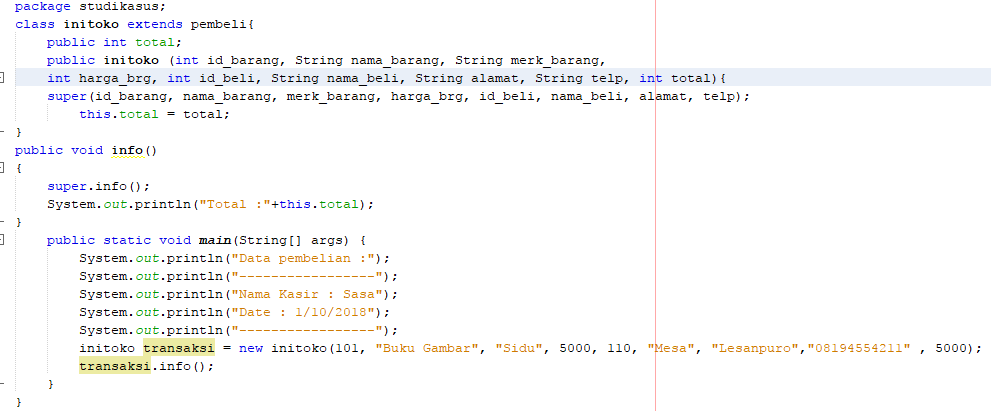 package studikasus;
class initoko extends pembeli{
    public int total;
    public initoko (int id_barang, String nama_barang, String merk_barang,
    int harga_brg, int id_beli, String nama_beli, String alamat, String telp, int total){
    super(id_barang, nama_barang, merk_barang, harga_brg, id_beli, nama_beli, alamat, telp);
        this.total = total;
}
public void info()
{
    super.info();
    System.out.println("Total :"+this.total);
}
    public static void main(String[] args) {
        System.out.println("Data pembelian :");
        System.out.println("-----------------");
        System.out.println("Nama Kasir : Sasa");
        System.out.println("Date : 1/10/2018");
        System.out.println("-----------------");
        initoko transaksi = new initoko(101, "Buku Gambar", "Sidu", 5000, 110, "Mesa", "Lesanpuro","08194554211" , 5000);
        transaksi.info();
    }
}